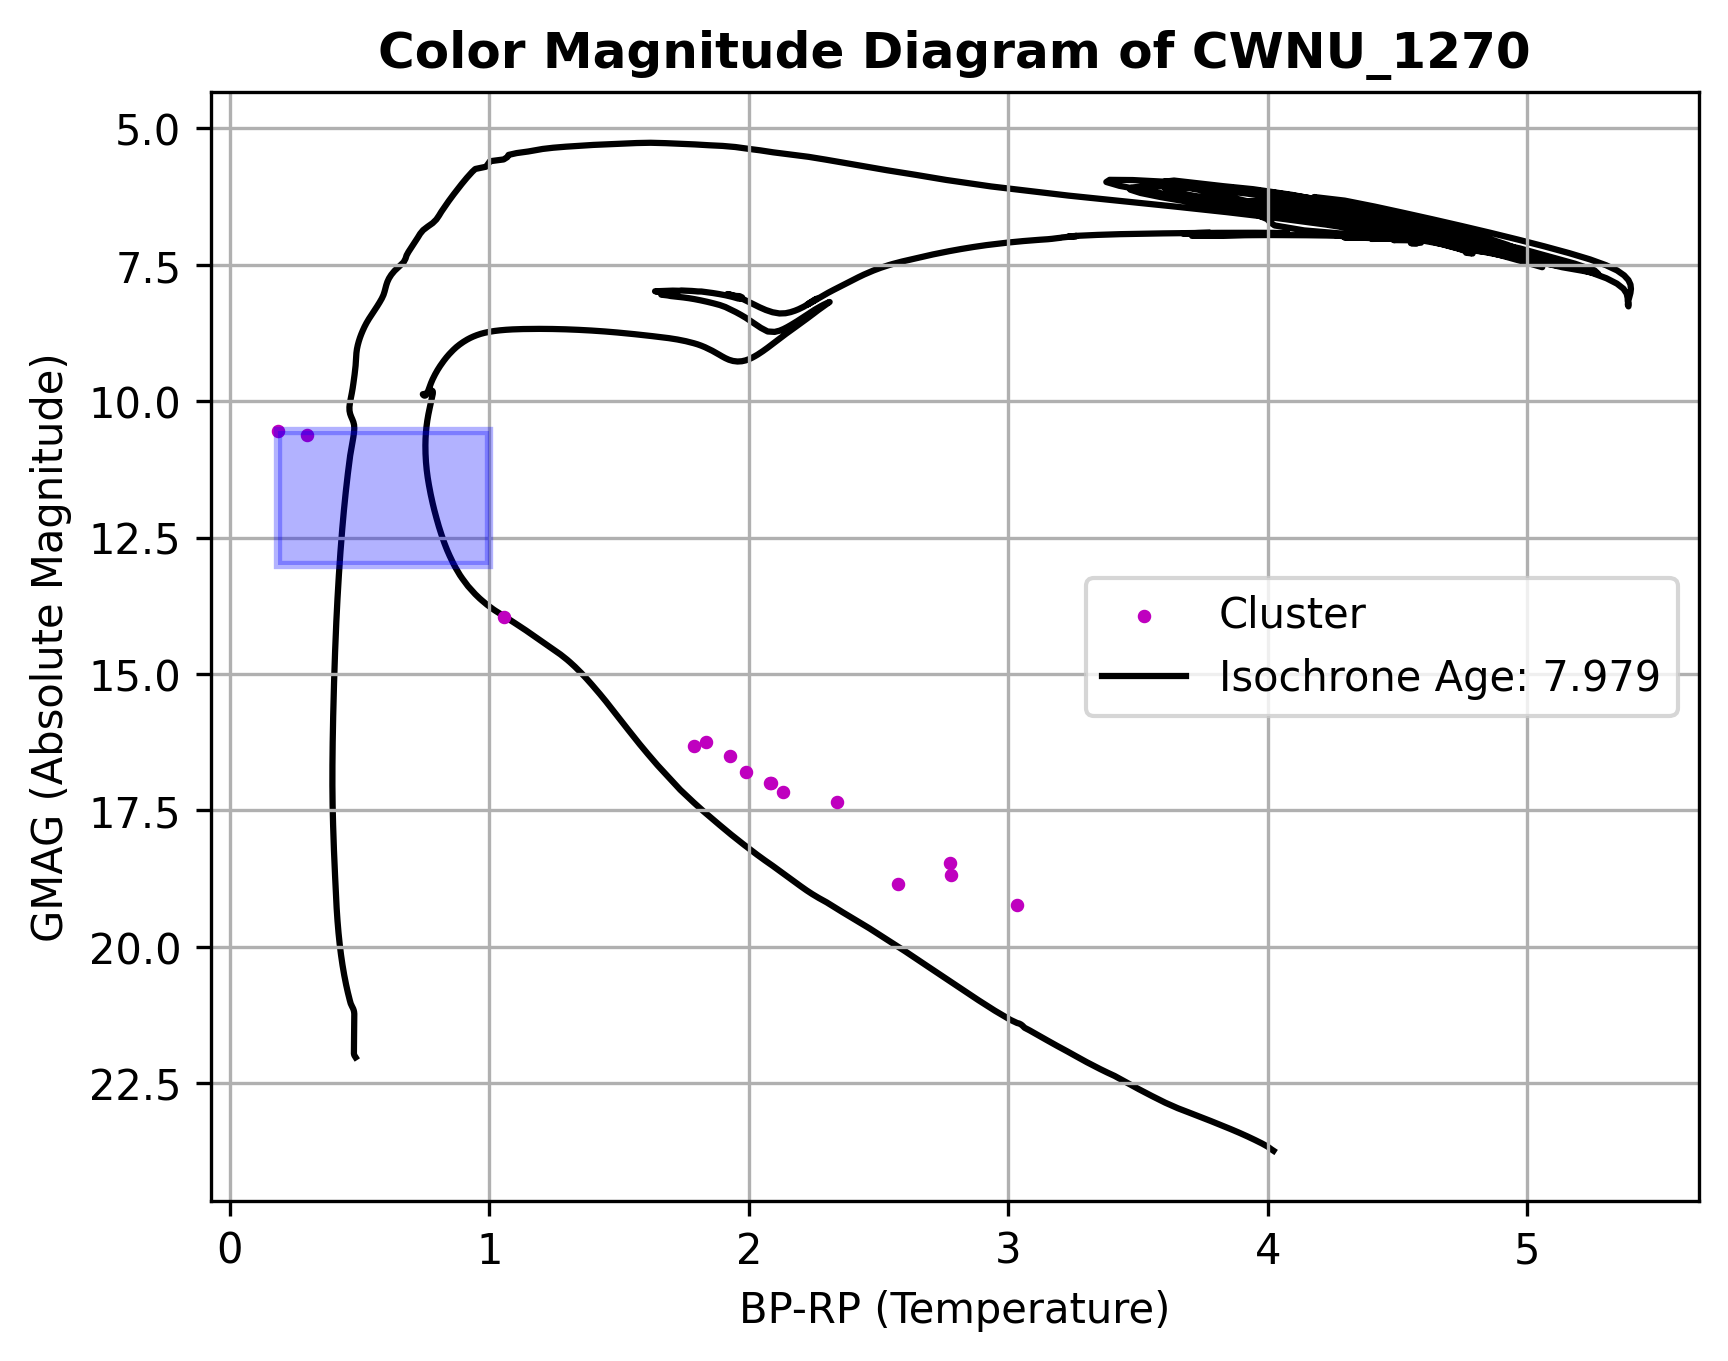 Color Magnitude Diagram of CWNU_1270
GMAG (Absolute Magnitude)
5.0
7.5
10.0
12.5
15.0
17.5
20.0
22.5
Cluster
Isochrone Age: 7.979
0 1 2 3 4 5
BP-RP (Temperature)